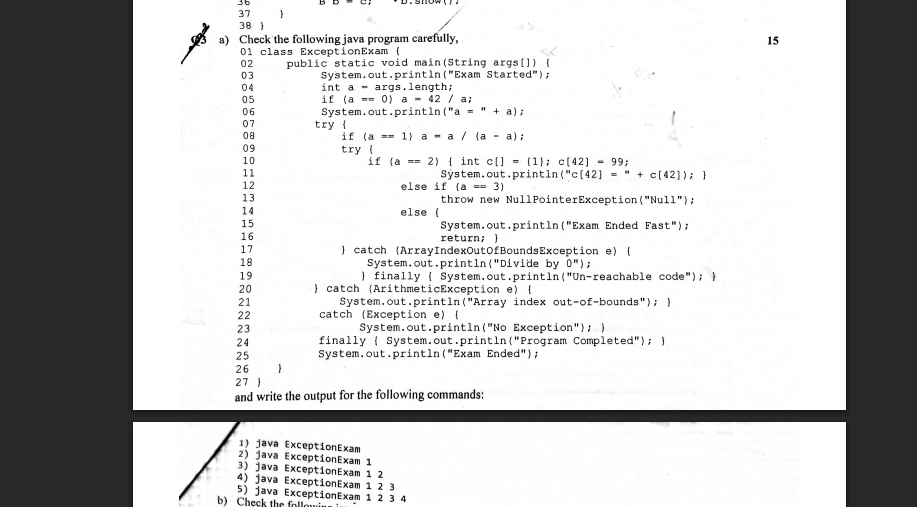 36 B b = c; b.show();
37 }
38 }
Q3 a) Check the following java program carefully, 15
01 class ExceptionExam {
02 public static void main(String args[]) {
03 System.out.println("Exam Started");
04 int a = args.length;
05 if (a == 0) a = 42 / a;
06 System.out.println("a = " + a);
07 try {
08 if (a == 1) a = a / (a - a);
09 try {
10 if (a == 2) { int c[] = {1}; c[42] = 99;
11 System.out.println("c[42] = " + c[42]); }
12 else if (a == 3)
13 throw new NullPointerException("Null");
14 else {
15 System.out.println("Exam Ended Fast");
16 return; }
17 } catch (ArrayIndexOutOfBoundsException e) {
18 System.out.println("Divide by 0");
19 } finally { System.out.println("Un-reachable code"); }
20 } catch (ArithmeticException e) {
21 System.out.println("Array index out-of-bounds"); }
22 catch (Exception e) {
23 System.out.println("No Exception"); }
24 finally { System.out.println("Program Completed"); }
25 System.out.println("Exam Ended");
26 }
27 }
and write the output for the following commands:
1) java ExceptionExam
2) java ExceptionExam 1
3) java ExceptionExam 1 2
4) java ExceptionExam 1 2 3
5) java ExceptionExam 1 2 3 4
b) Check the following